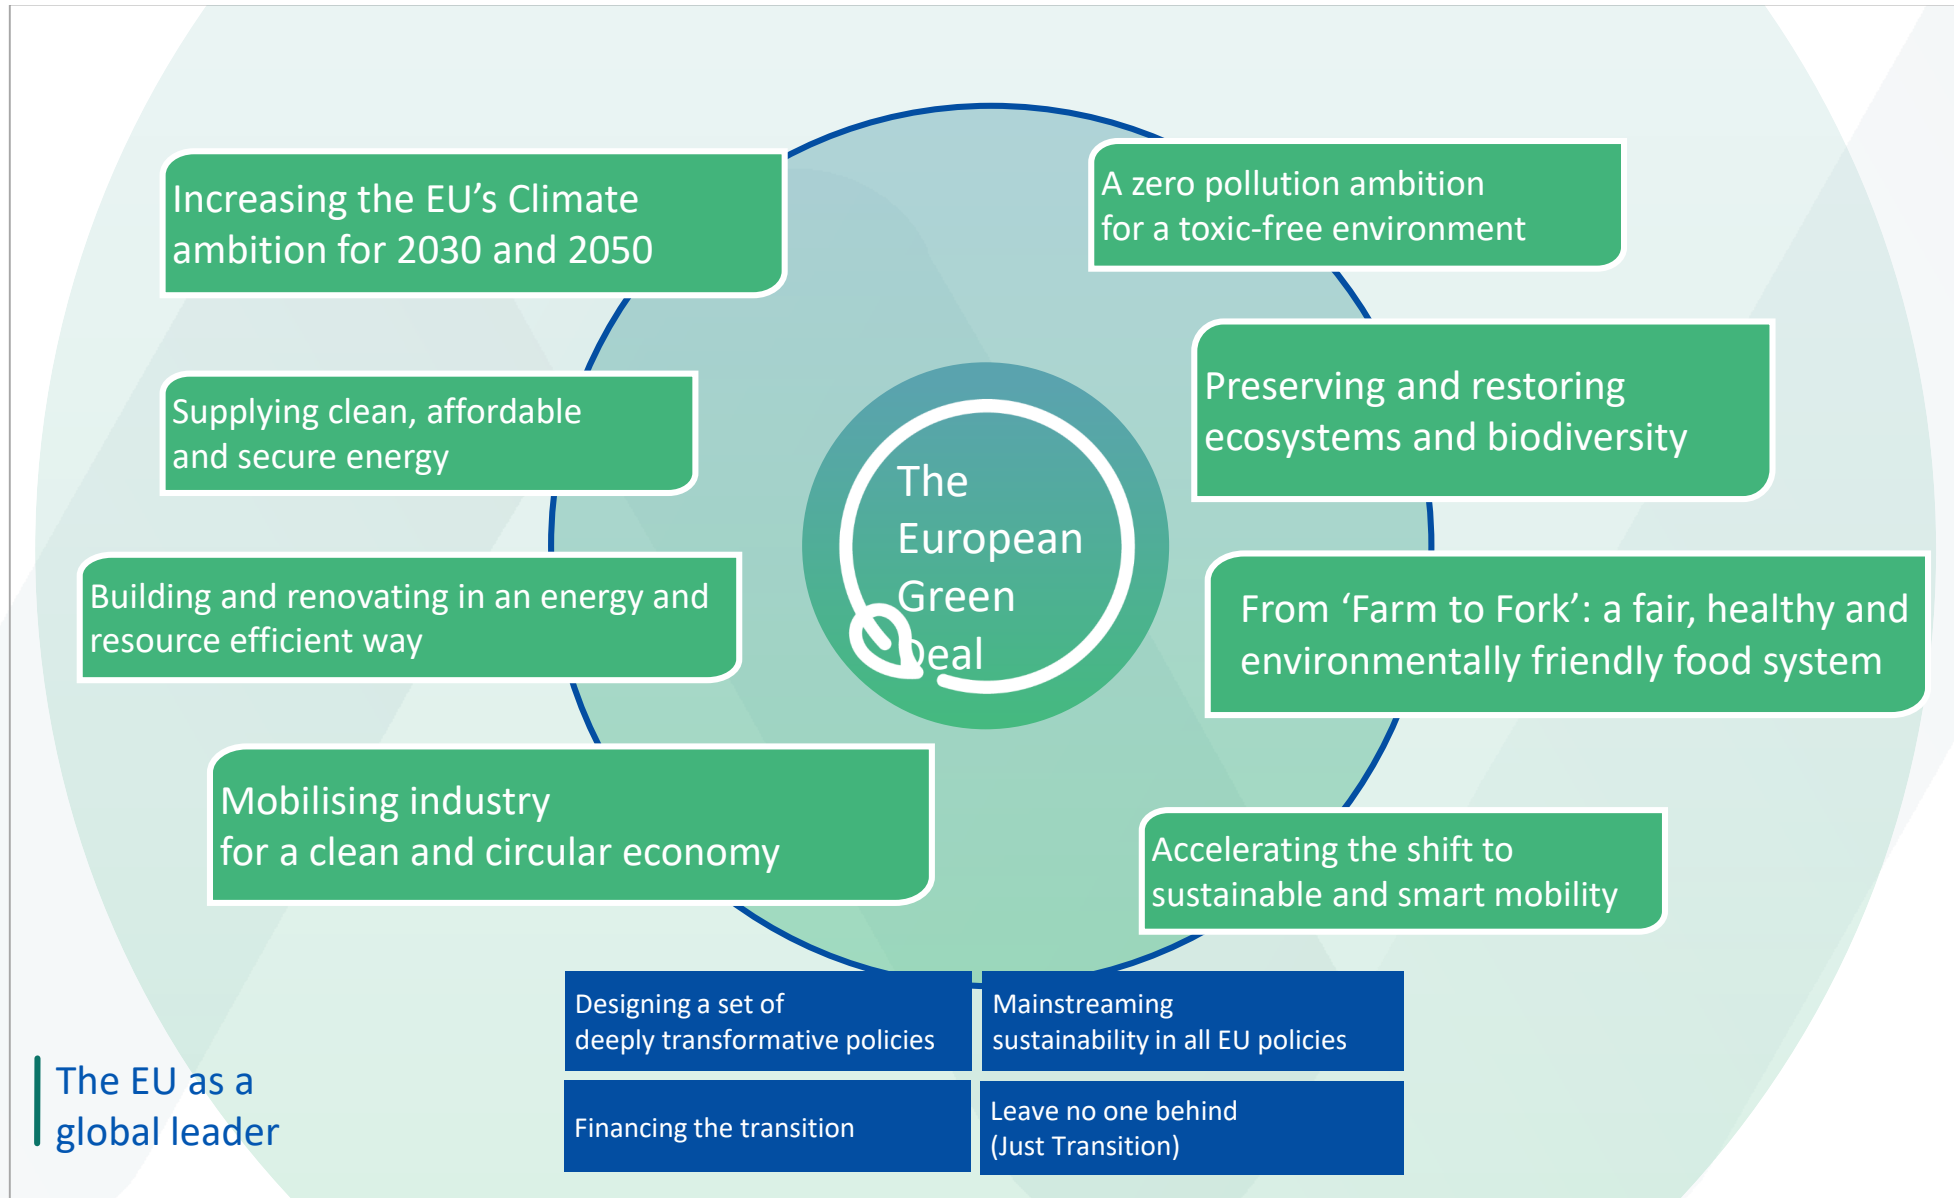 Increasing the EU’s Climate
ambition for 2030 and 2050
Supplying clean, affordable
and secure energy
Building and renovating in an energy and
resource efficient way
Mobilising industry
for a clean and circular economy
The
European
Green
Deal
A zero pollution ambition
for a toxic-free environment
Preserving and restoring
ecosystems and biodiversity
From ‘Farm to Fork’: a fair, healthy and
environmentally friendly food system
Accelerating the shift to
sustainable and smart mobility
Designing a set of
deeply transformative policies
Mainstreaming
sustainability in all EU policies
Financing the transition
Leave no one behind
(Just Transition)
The EU as a
global leader